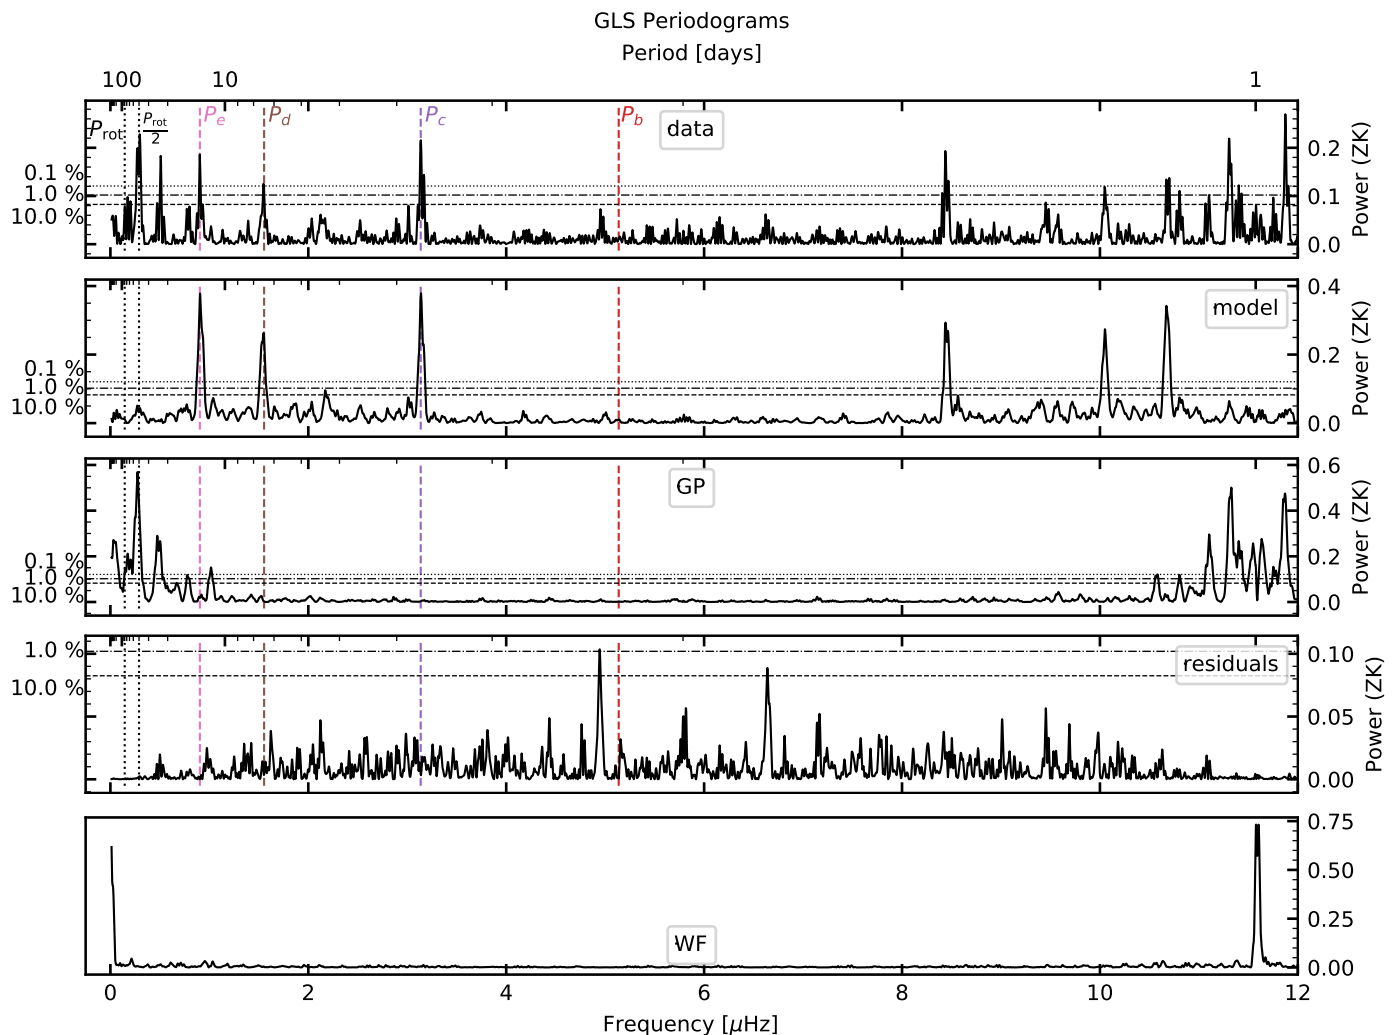 GLS Periodograms
Period [days]
100 10 1
P_rot P_rot/2 P_e P_d P_c P_b data
0.1 %
1.0 %
10.0 %
0.2
0.1
0.0
Power (ZK)
model
0.1 %
1.0 %
10.0 %
0.4
0.2
0.0
Power (ZK)
GP
0.1 %
1.0 %
10.0 %
0.6
0.4
0.2
0.0
Power (ZK)
residuals
1.0 %
10.0 %
0.10
0.05
0.00
Power (ZK)
WF
0.75
0.50
0.25
0.00
0 2 4 6 8 10 12
Frequency [μHz]